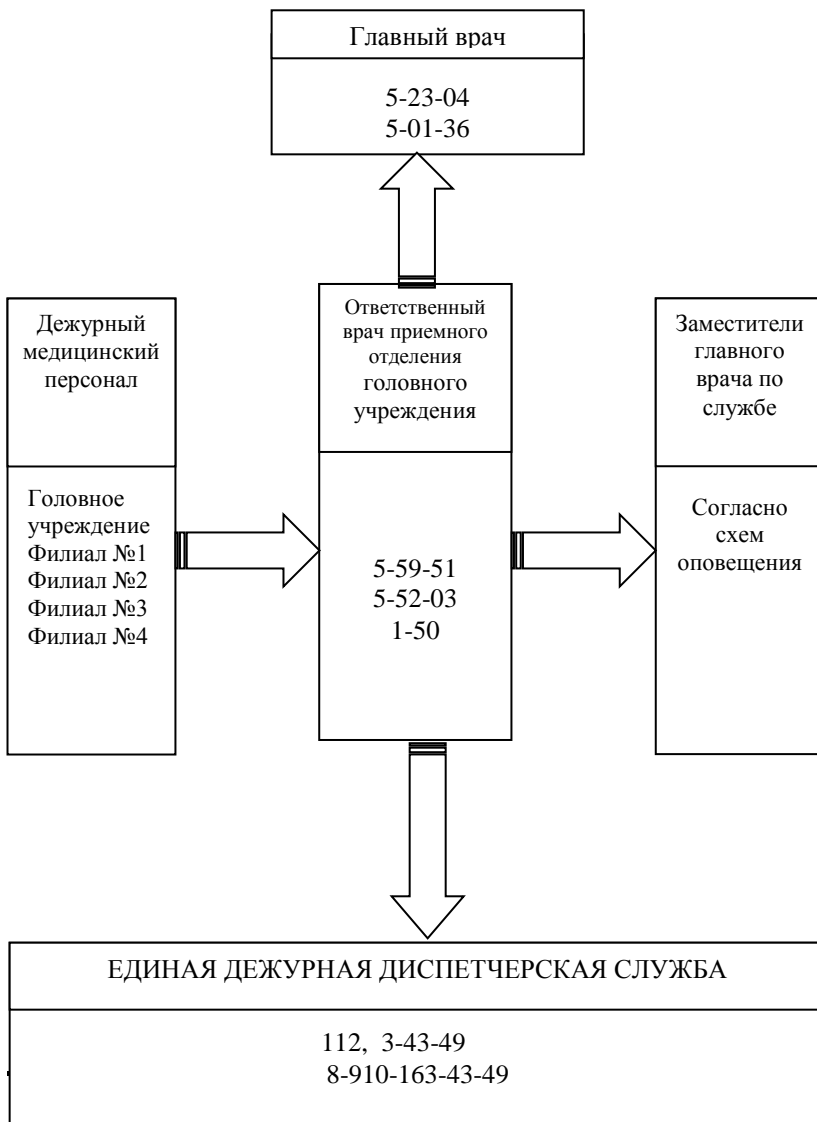 Главный врач
5-23-04
5-01-36
Дежурный
медицинский
персонал
Головное
учреждение
Филиал №1
Филиал №2
Филиал №3
Филиал №4
Ответственный
врач приемного
отделения
головного
учреждения
5-59-51
5-52-03
1-50
Заместители
главного
врача по
службе
Согласно
схем
оповещения
ЕДИНАЯ ДЕЖУРНАЯ ДИСПЕТЧЕРСКАЯ СЛУЖБА
112, 3-43-49
8-910-163-43-49